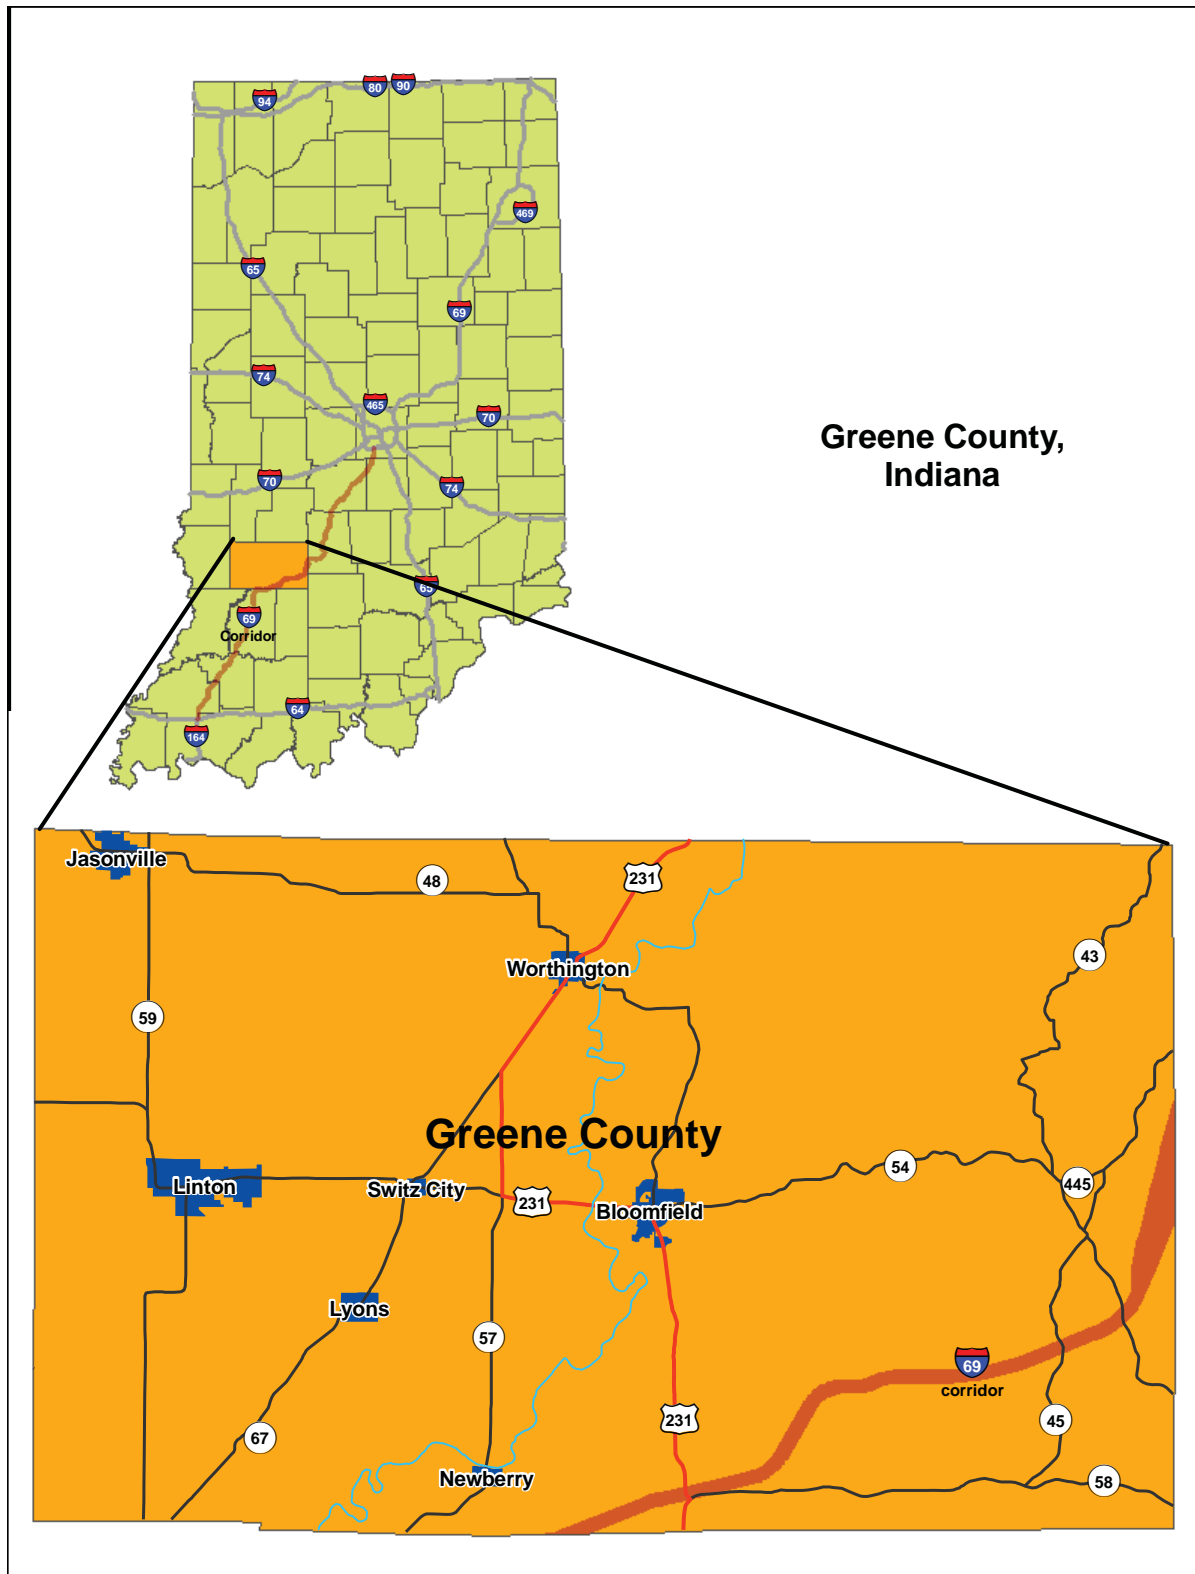 80
90
94
469
65
69
74
465
70
Greene County,
Indiana
70
74
65
69
Corridor
64
164
Jasonville
48
231
43
Worthington
59
Greene County
54
Linton
Switz City
445
231
Bloomfield
Lyons
57
69
corridor
67
231
45
Newberry
58